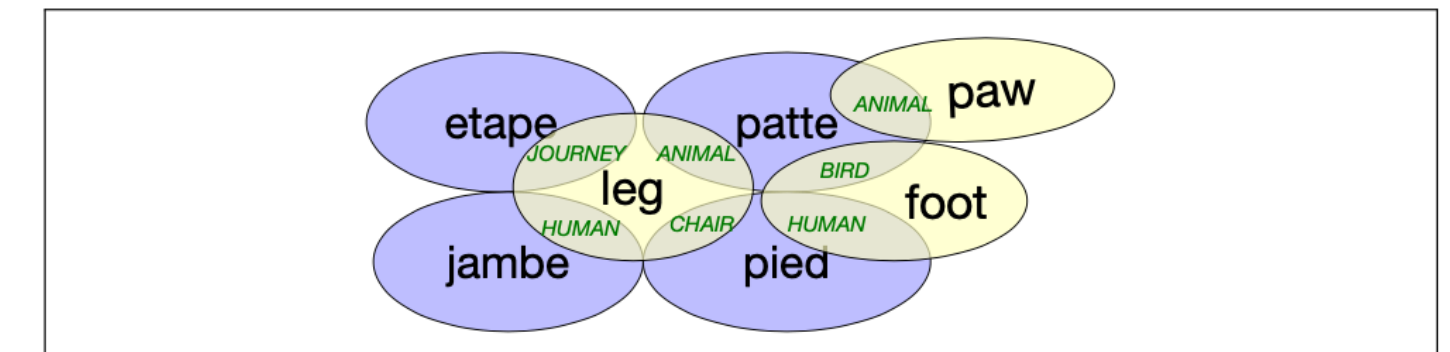 paw
ANIMAL
etape
patte
JOURNEY
ANIMAL
BIRD
leg
foot
HUMAN
CHAIR
HUMAN
jambe
pied